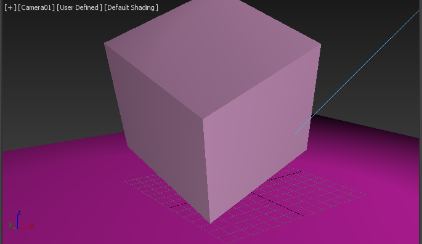 [+] [Camera01] [User Defined] [Default Shading]